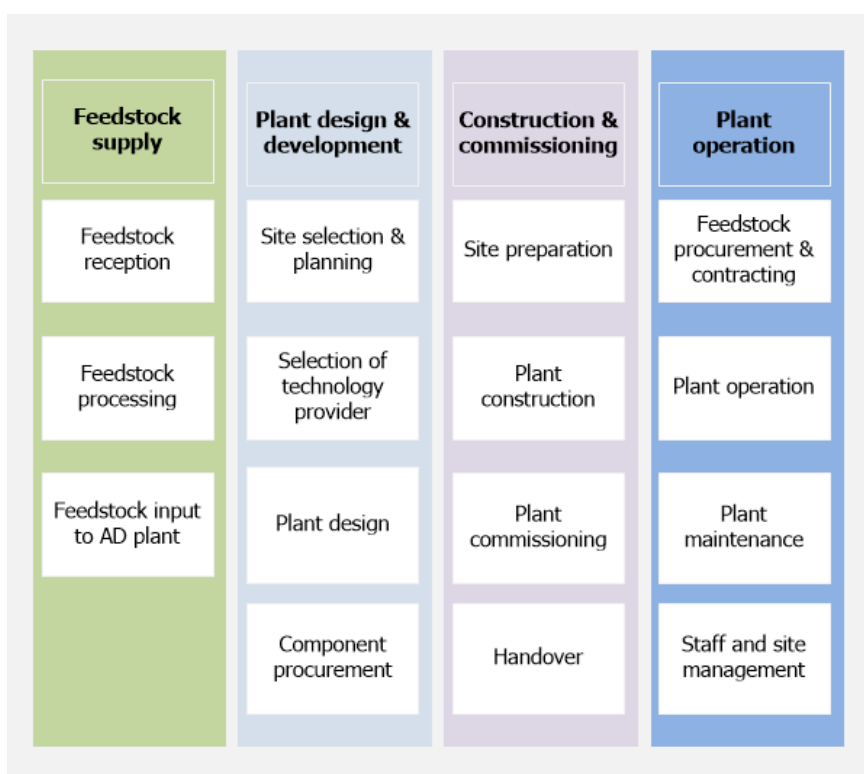 Feedstock
supply
Feedstock
reception
Feedstock
processing
Feedstock input
to AD plant
Plant design &
development
Site selection &
planning
Selection of
technology
provider
Plant design
Component
procurement
Construction &
commissioning
Site preparation
Plant
construction
Plant
commissioning
Handover
Plant
operation
Feedstock
procurement &
contracting
Plant operation
Plant
maintenance
Staff and site
management